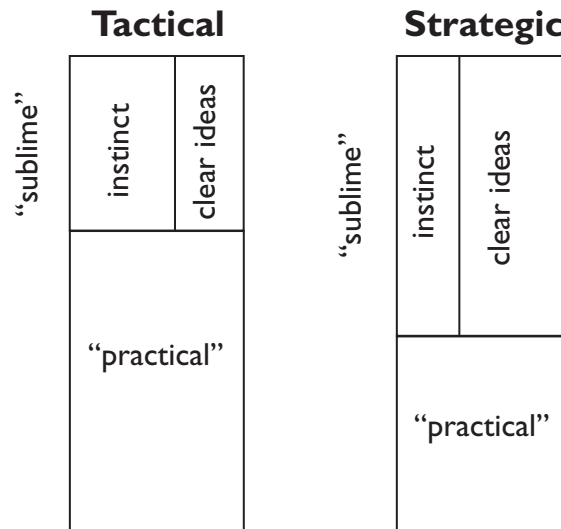 Tactical
"sublime"
instinct
clear ideas
"practical"
Strategic
"sublime"
instinct
clear ideas
"practical"